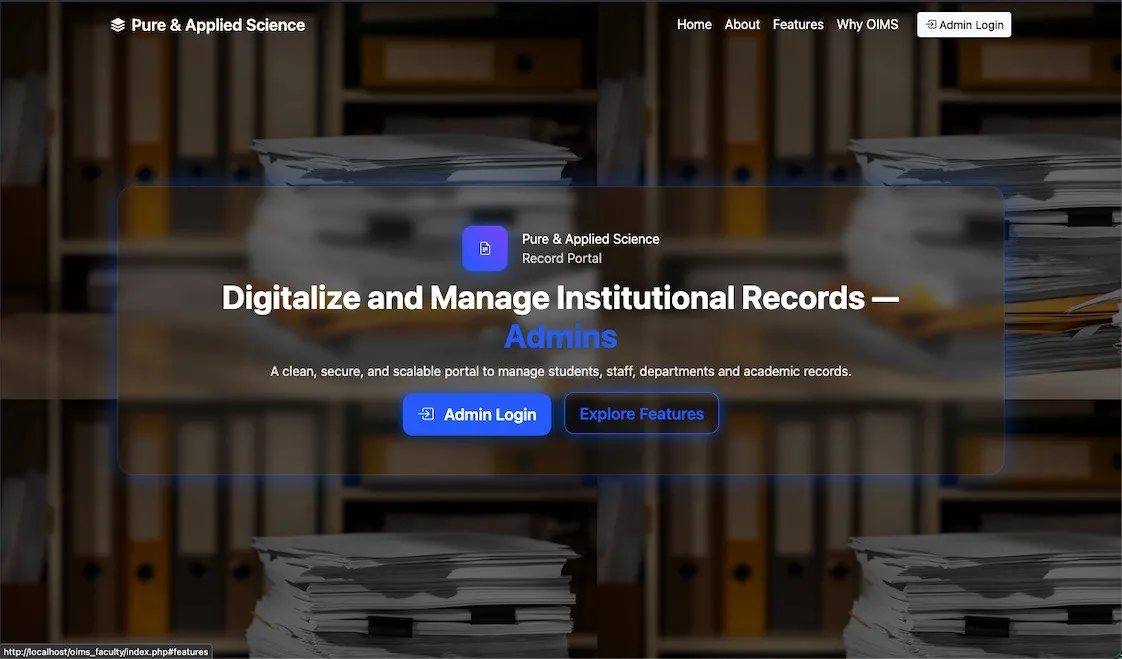 Pure & Applied Science
Home About Features Why OIMS Admin Login
Pure & Applied Science
Record Portal
Digitalize and Manage Institutional Records —
Admins
A clean, secure, and scalable portal to manage students, staff, departments and academic records.
Admin Login Explore Features
http://localhost/oims_faculty/index.php#features